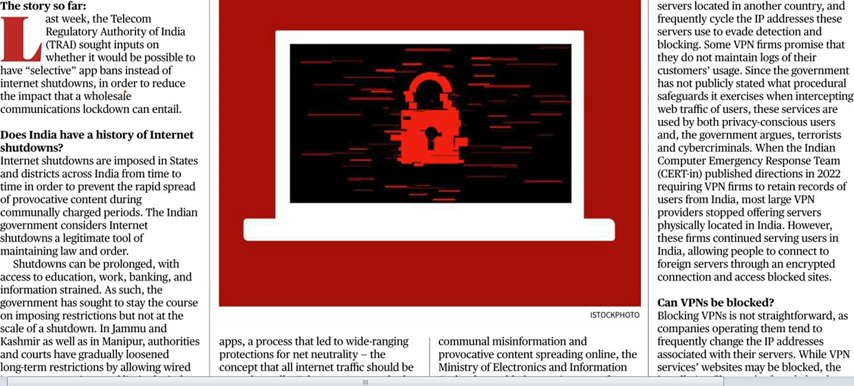 The story so far:
Last week, the Telecom
Regulatory Authority of India
(TRAI) sought inputs on
whether it would be possible to
have “selective” app bans instead of
internet shutdowns, in order to reduce
the impact that a wholesale
communications lockdown can entail.
Does India have a history of Internet
shutdowns?
Internet shutdowns are imposed in States
and districts across India from time to
time in order to prevent the rapid spread
of provocative content during
communally charged periods. The Indian
government considers Internet
shutdowns a legitimate tool of
maintaining law and order.
Shutdowns can be prolonged, with
access to education, work, banking, and
information strained. As such, the
government has sought to stay the course
on imposing restrictions but not at the
scale of a shutdown. In Jammu and
Kashmir as well as in Manipur, authorities
and courts have gradually loosened
long-term restrictions by allowing wired
ISTOCKPHOTO
apps, a process that led to wide-ranging
protections for net neutrality – the
concept that all internet traffic should be
communal misinformation and
provocative content spreading online, the
Ministry of Electronics and Information
servers located in another country, and
frequently cycle the IP addresses these
servers use to evade detection and
blocking. Some VPN firms promise that
they do not maintain logs of their
customers’ usage. Since the government
has not publicly stated what procedural
safeguards it exercises when intercepting
web traffic of users, these services are
used by both privacy-conscious users
and, the government argues, terrorists
and cybercriminals. When the Indian
Computer Emergency Response Team
(CERT-in) published directions in 2022
requiring VPN firms to retain records of
users from India, most large VPN
providers stopped offering servers
physically located in India. However,
these firms continued serving users in
India, allowing people to connect to
foreign servers through an encrypted
connection and access blocked sites.
Can VPNs be blocked?
Blocking VPNs is not straightforward, as
companies operating them tend to
frequently change the IP addresses
associated with their servers. While VPN
services’ websites may be blocked, the